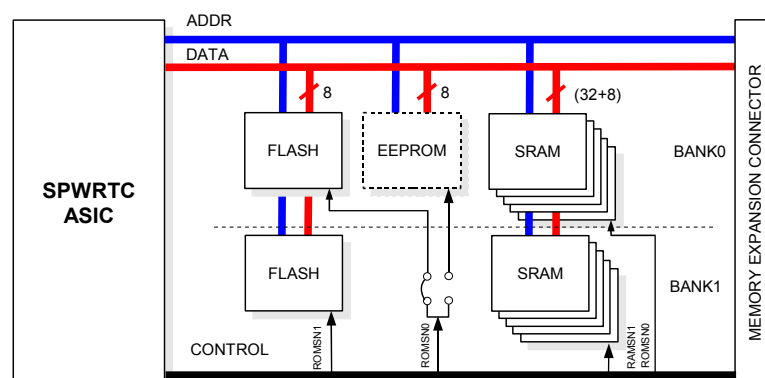 ADDR
DATA
8
8
(32+8)
FLASH
EEPROM
SRAM
BANK0
SPWRTC
ASIC
FLASH
SRAM
BANK1
CONTROL
ROMSN1
ROMSN0
RAMSN1
ROMSN0
MEMORY EXPANSION CONNECTOR